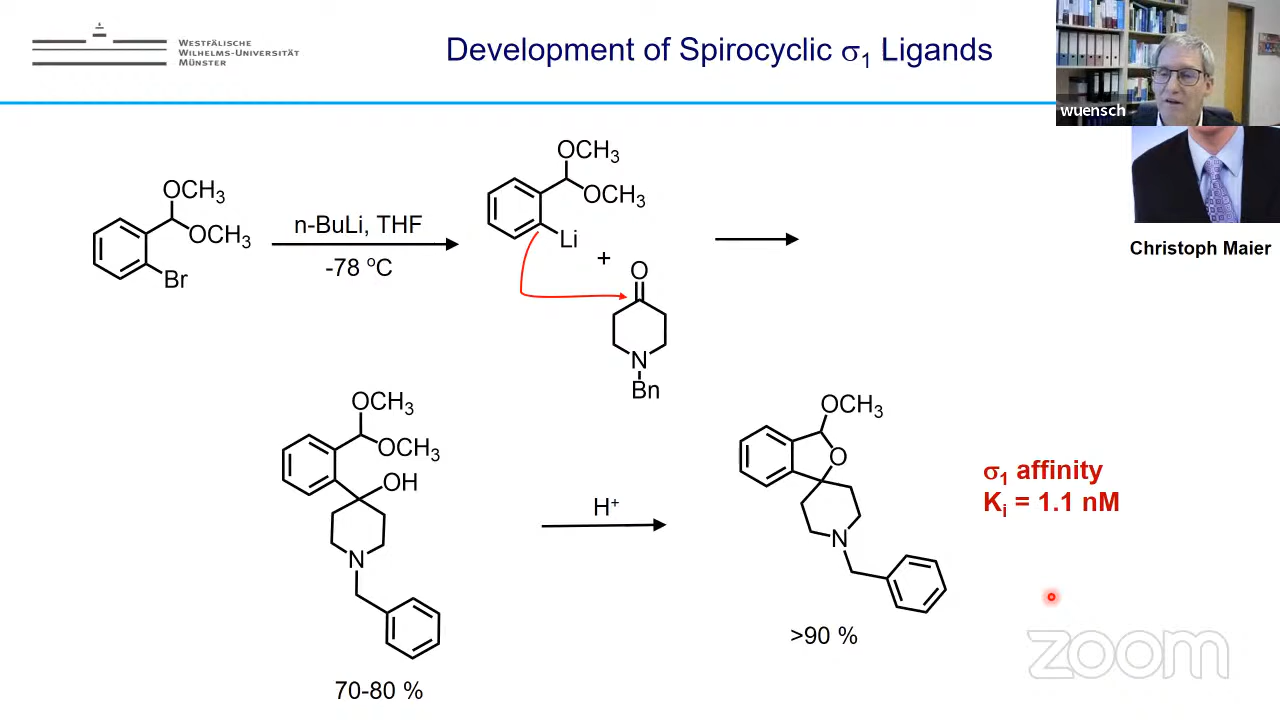 WESTFÄLISCHE
WILHELMS-UNIVERSITÄT
MÜNSTER
Development of Spirocyclic σ₁ Ligands
wuensch
Christoph Maier
OCH₃
OCH₃
Br
n-BuLi, THF
-78 ºC
OCH₃
OCH₃
Li
+
O
N
Bn
OCH₃
OCH₃
OH
N
70-80 %
H⁺
OCH₃
O
N
>90 %
σ₁ affinity
Kᵢ = 1.1 nM
zoom